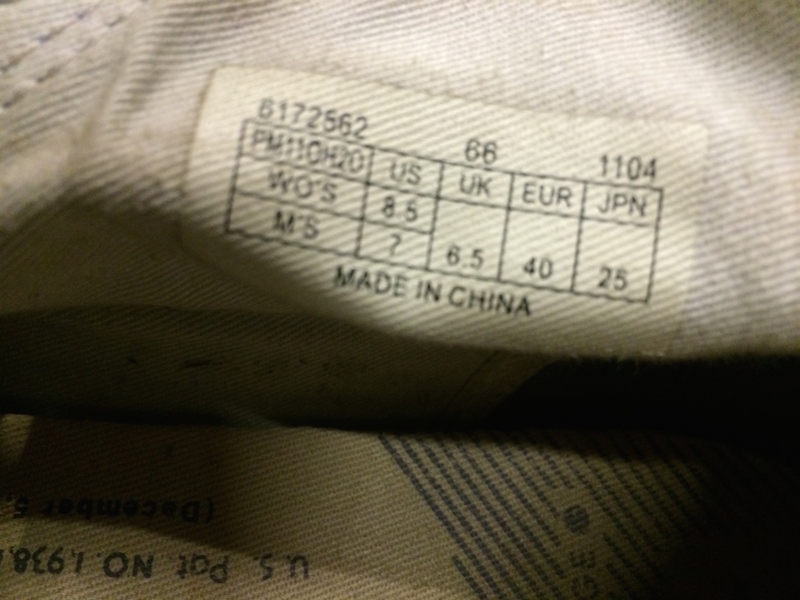 6172562 66 1104
PM11OH2O US UK EUR JPN
WO'S 8.5
M'S 7 6.5 40 25
MADE IN CHINA
(December 5,
U.S. Pat NO. 1,938,